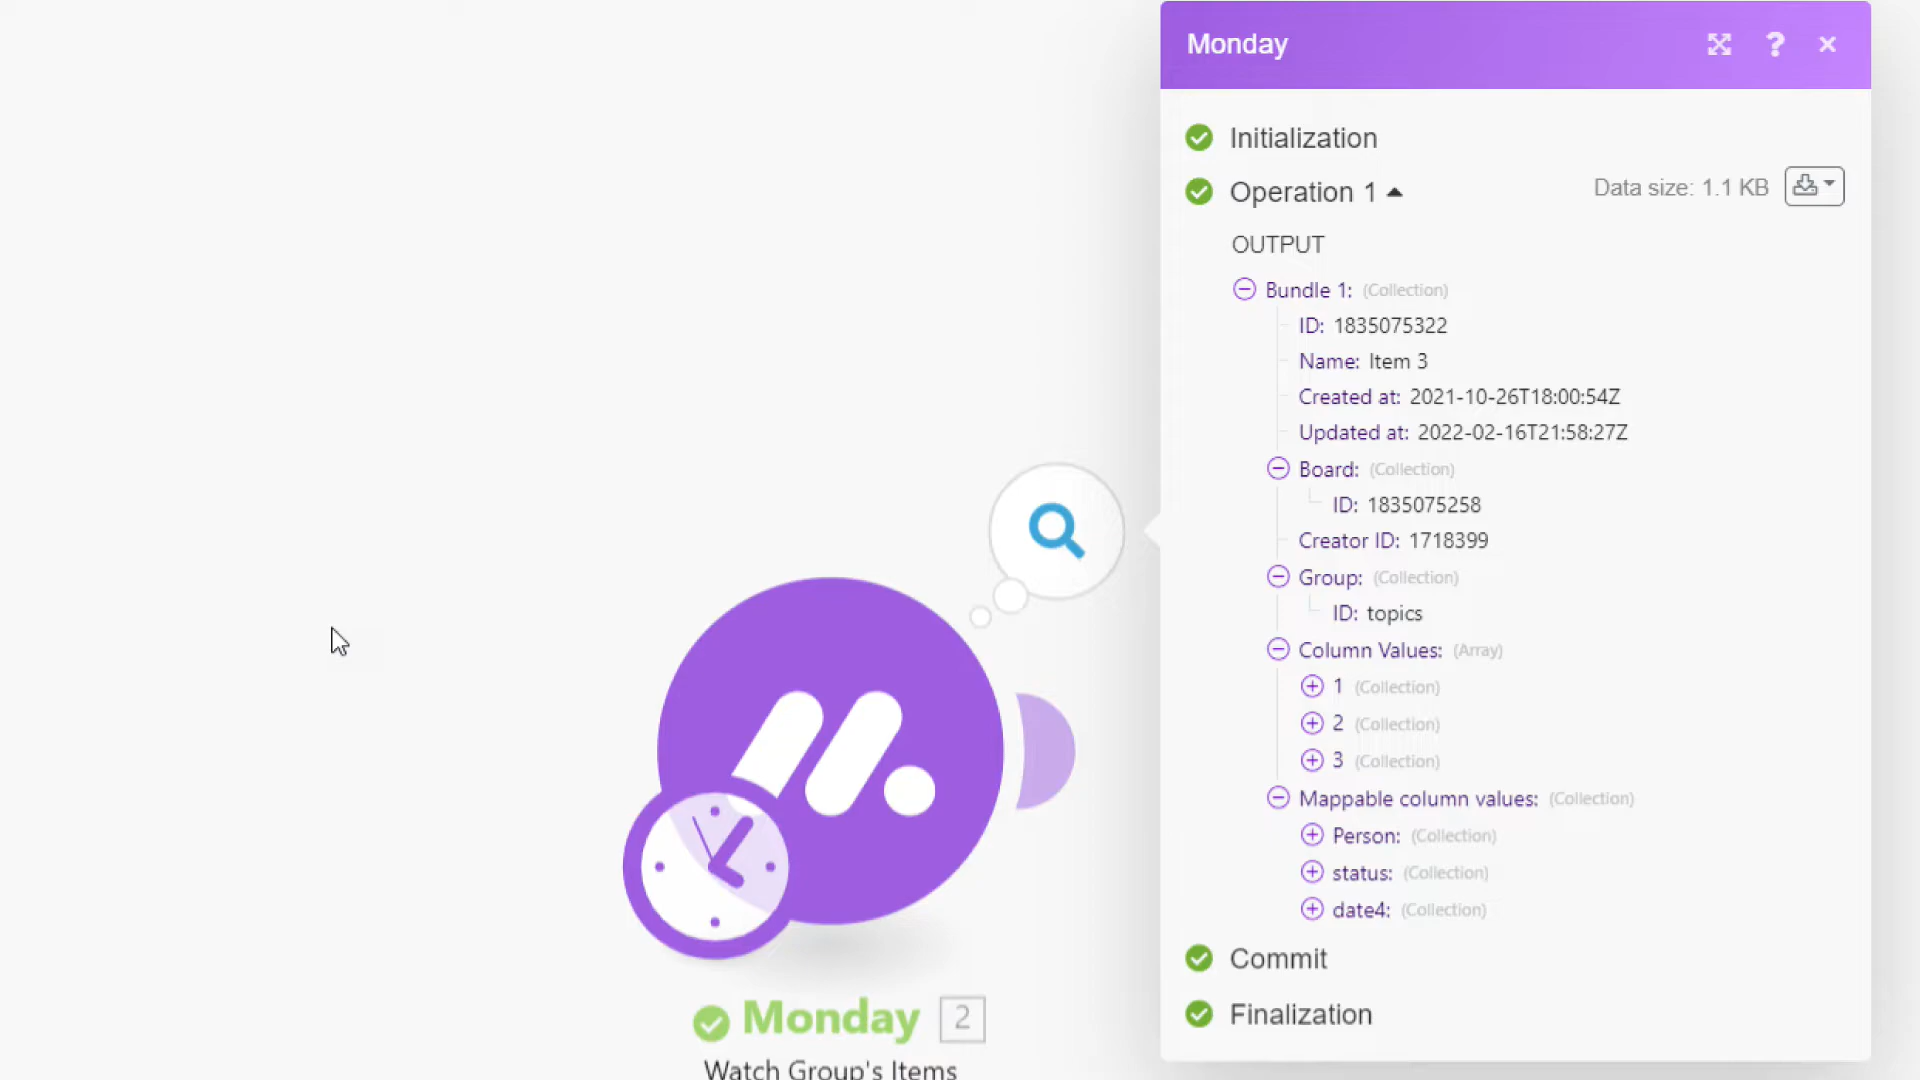 Monday
?
Initialization
Operation 1
Data size: 1.1 KB
OUTPUT
Bundle 1: (Collection)
ID: 1835075322
Name: Item 3
Created at: 2021-10-26T18:00:54Z
Updated at: 2022-02-16T21:58:27Z
Board: (Collection)
ID: 1835075258
Creator ID: 1718399
Group: (Collection)
ID: topics
Column Values: (Array)
1 (Collection)
2 (Collection)
3 (Collection)
Mappable column values: (Collection)
Person: (Collection)
status: (Collection)
date4: (Collection)
Commit
Finalization
Monday 2
Watch Group's Items